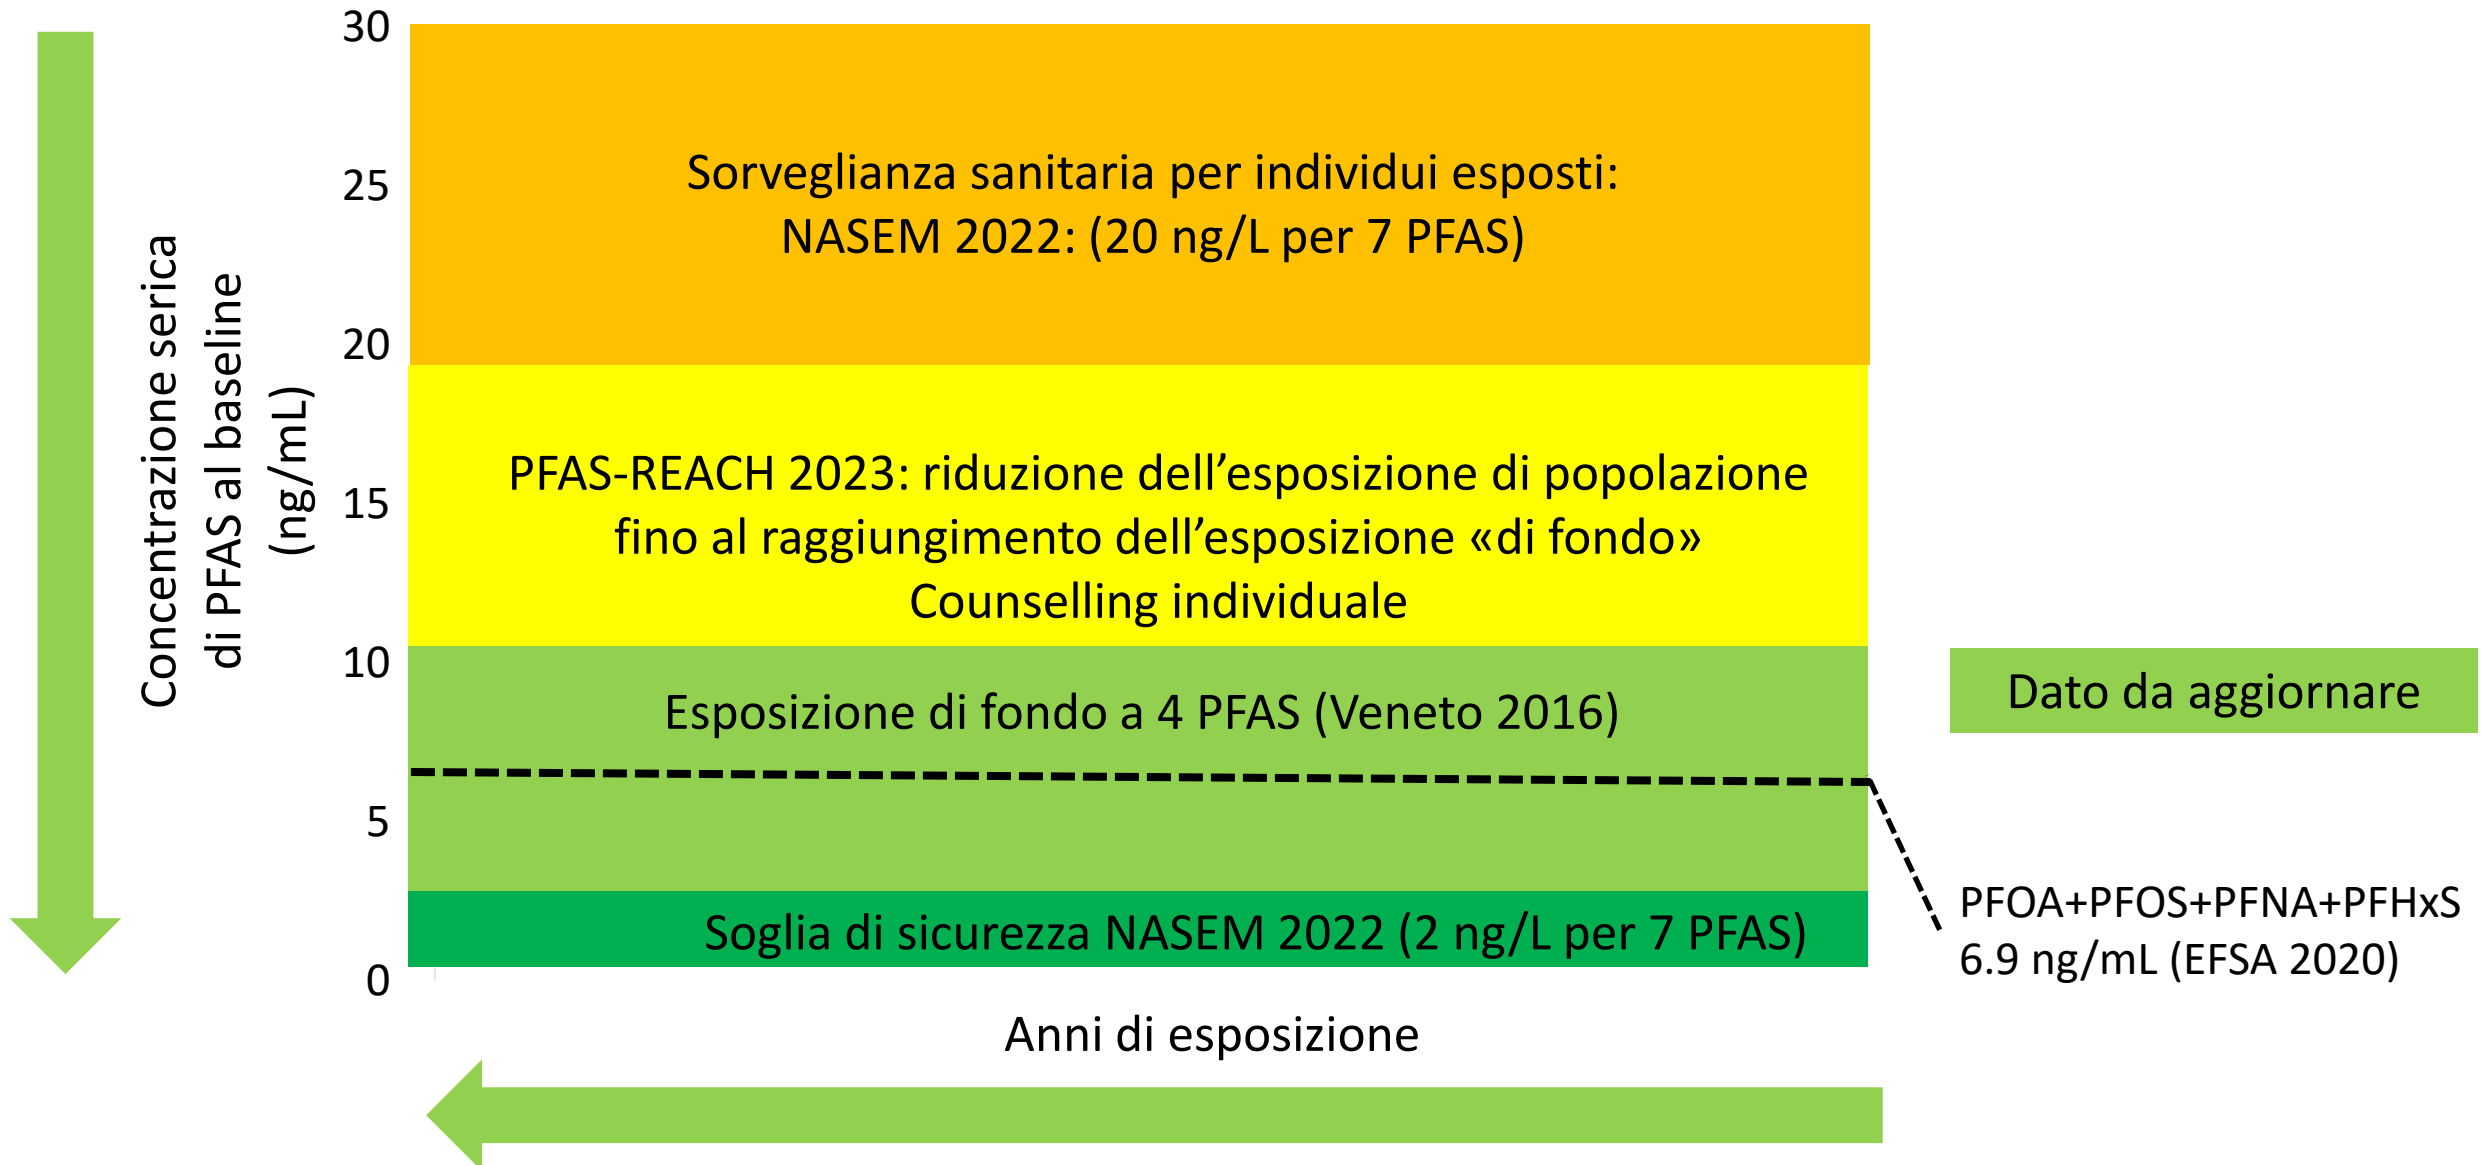 Concentrazione serica
di PFAS al baseline
(ng/mL)
30
25
20
15
10
5
0
Sorveglianza sanitaria per individui esposti:
NASEM 2022: (20 ng/L per 7 PFAS)
PFAS-REACH 2023: riduzione dell’esposizione di popolazione
fino al raggiungimento dell’esposizione «di fondo»
Counselling individuale
Esposizione di fondo a 4 PFAS (Veneto 2016)
Soglia di sicurezza NASEM 2022 (2 ng/L per 7 PFAS)
Dato da aggiornare
PFOA+PFOS+PFNA+PFHxS
6.9 ng/mL (EFSA 2020)
Anni di esposizione